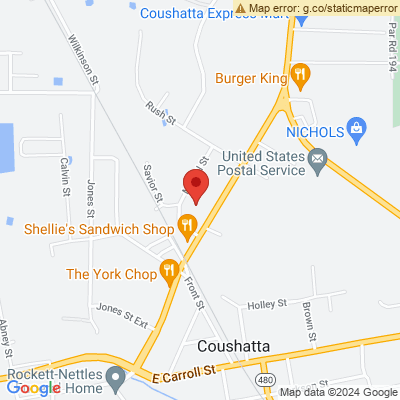 Map error: g.co/staticmaperror
Coushatta Express Mart
Par Rd 194
Wilkinson St
Burger King
Rush St
NICHOLS
United States
Postal Service
Calvin St
Jones St
Savior St
St
Shellie's Sandwich Shop
The York Chop
Front St
Jones St Ext
Holley St
Brown St
Abney St
Coushatta
E Carroll St
480
Rockett-Nettles
Home
Google
Map data ©2024 Google